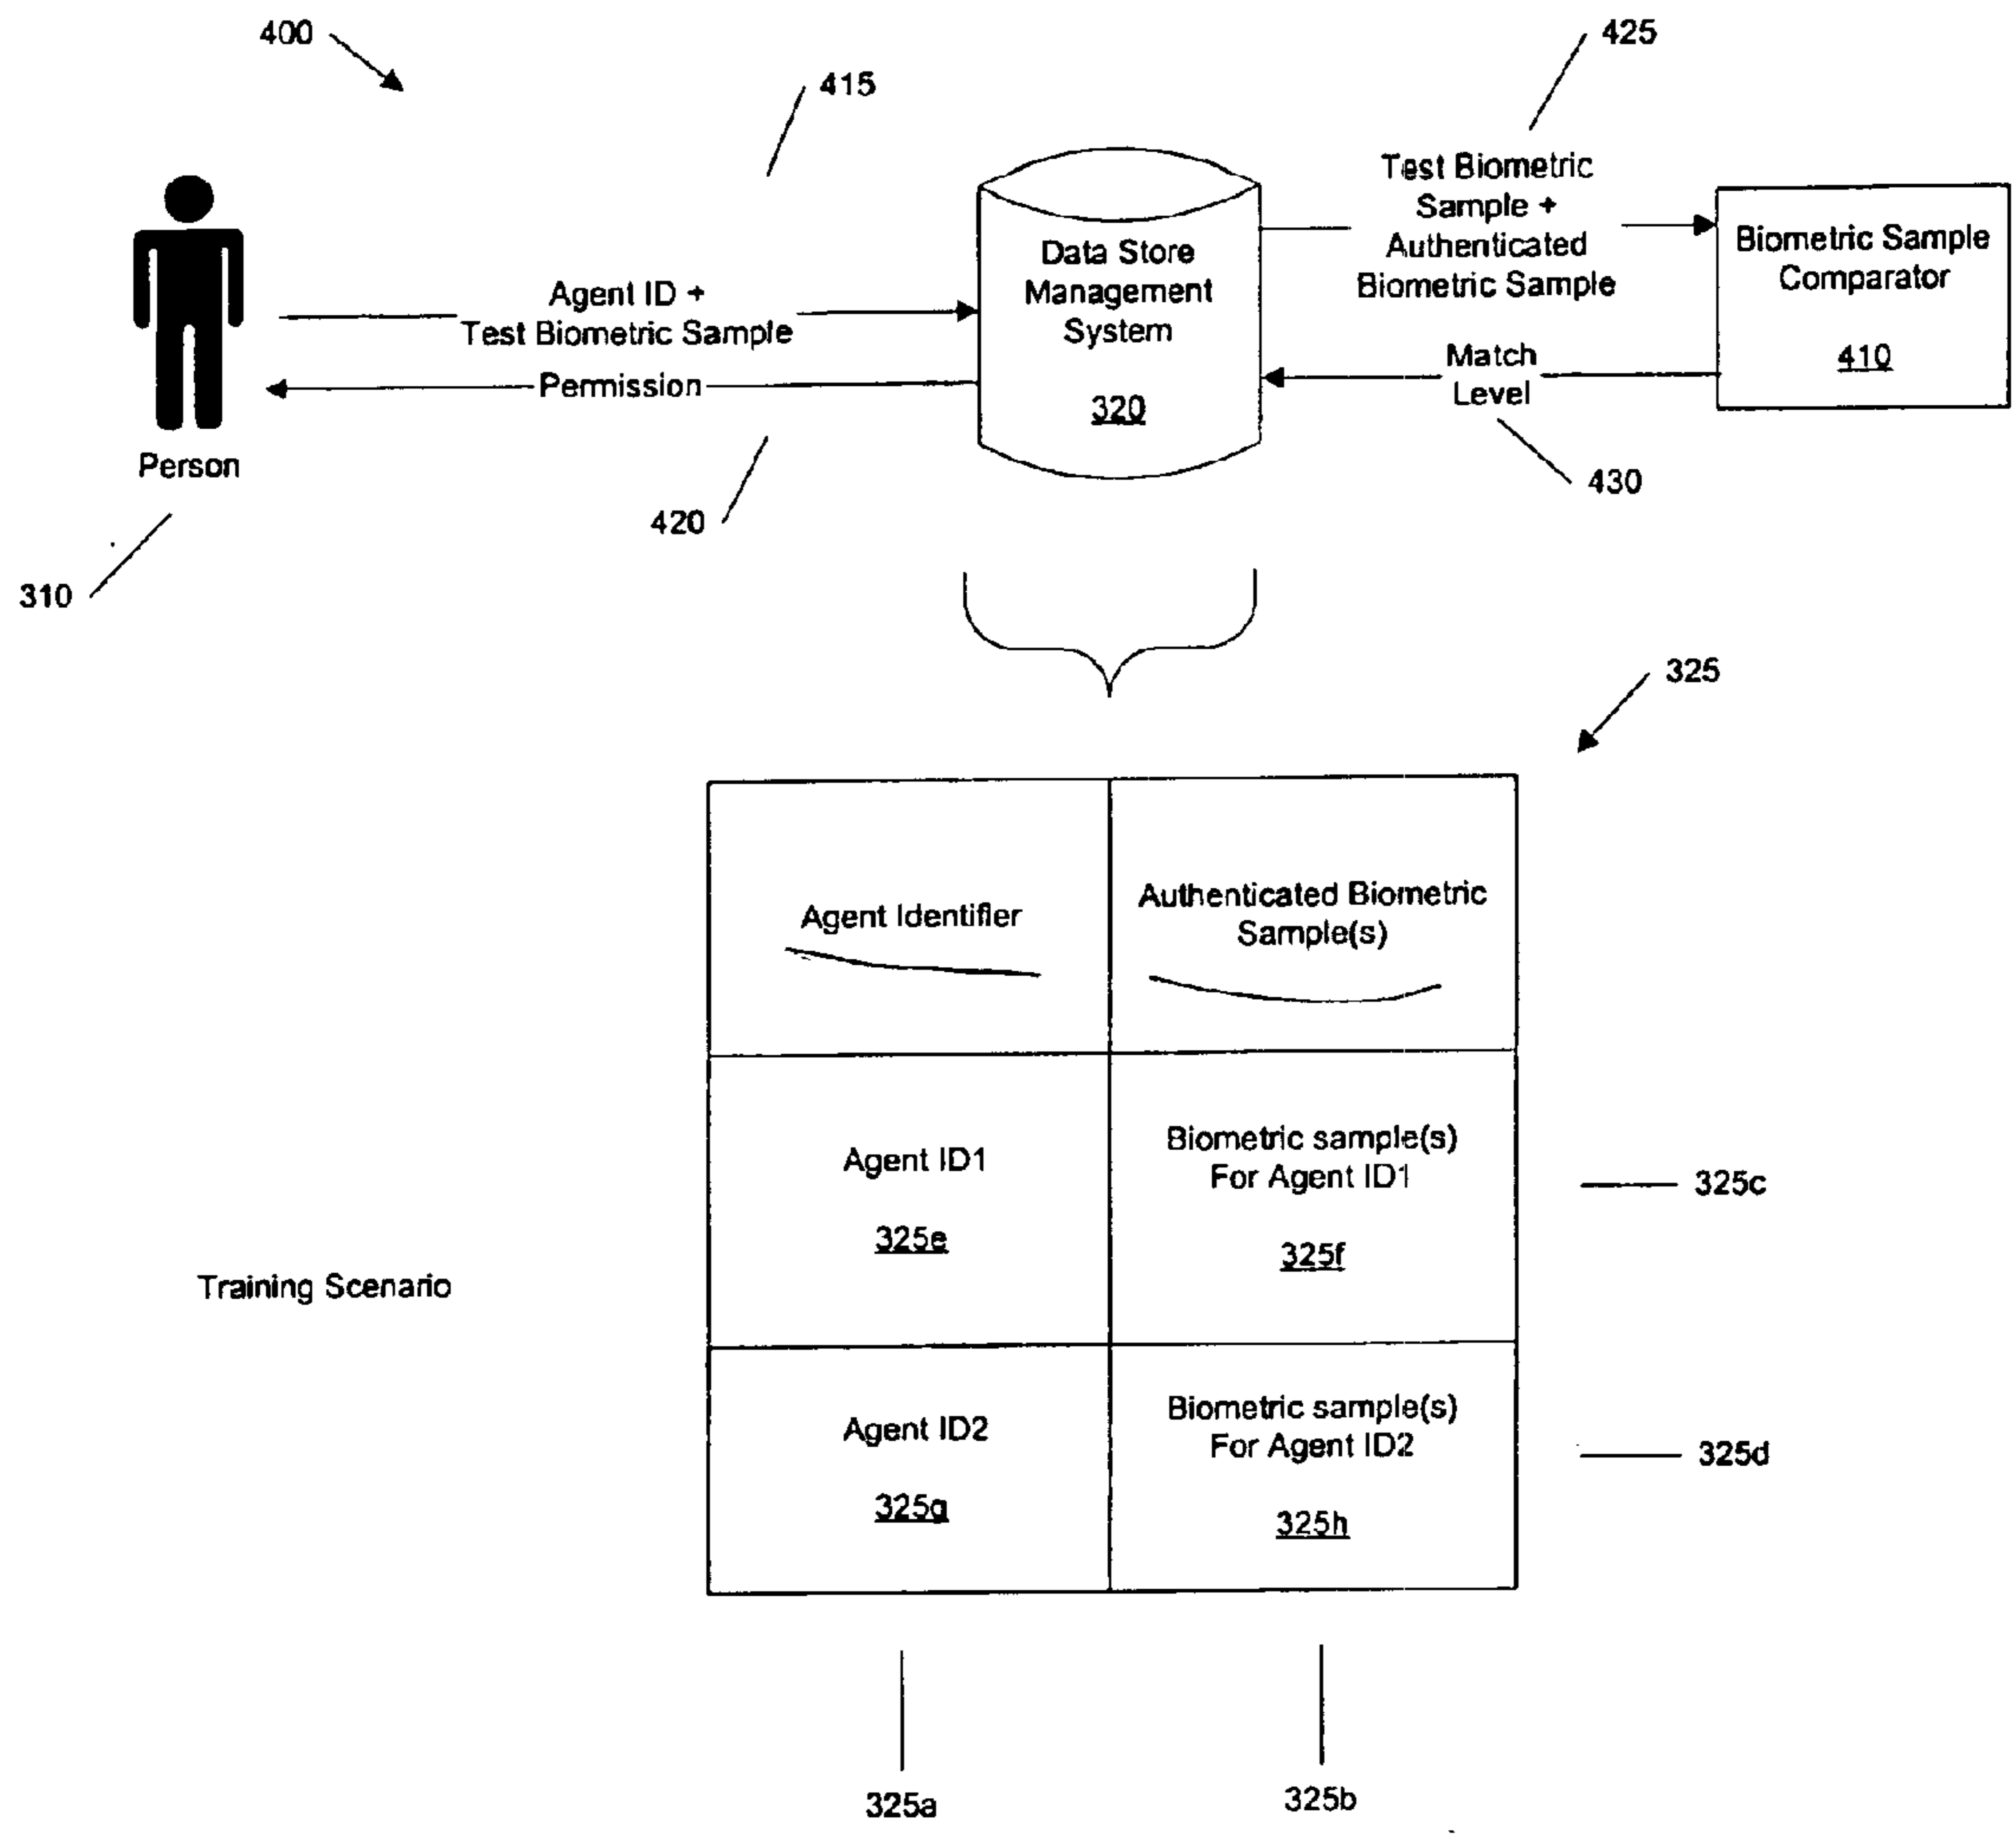 400
415
425
Test Biometric
Sample +
Authenticated
Biometric Sample
Biometric Sample
Comparator
410
Data Store
Management
System
320
Agent ID +
Test Biometric Sample
Permission
Match
Level
Person
420
430
310
325
Agent Identifier
Authenticated Biometric
Sample(s)
Agent ID1
325e
Biometric sample(s)
For Agent ID1
325f
325c
Training Scenario
Agent ID2
325g
Biometric sample(s)
For Agent ID2
325h
325d
325a
325b